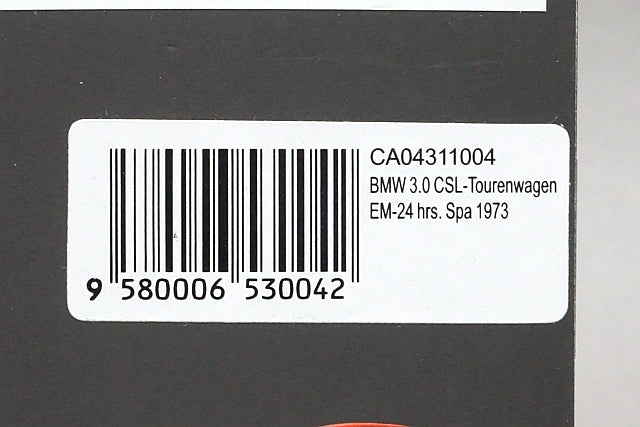 CA04311004
BMW 3.0 CSL-Tourenwagen
EM-24 hrs. Spa 1973
9 580006 530042